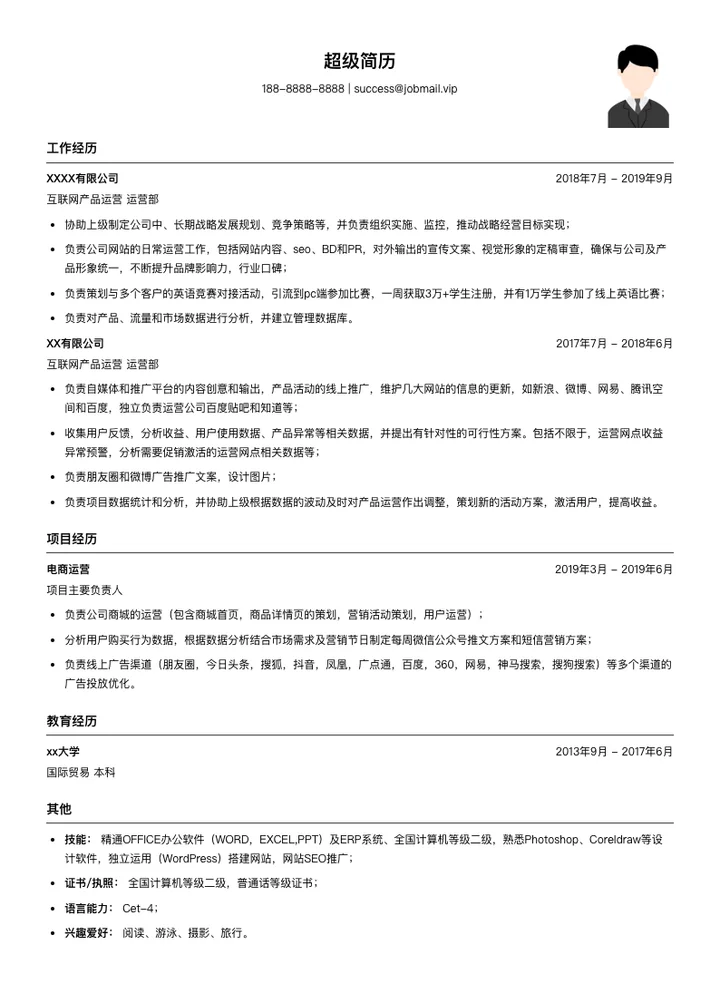 超级简历
188-8888-8888 | success@jobmail.vip
工作经历
XXXX有限公司 2018年7月 – 2019年9月
互联网产品运营 运营部
• 协助上级制定公司中、长期战略发展规划、竞争策略等，并负责组织实施、监控，推动战略经营目标实现；
• 负责公司网站的日常运营工作，包括网站内容、seo、BD和PR，对外输出的宣传文案、视觉形象的定稿审查，确保与公司及产
品形象统一，不断提升品牌影响力，行业口碑；
• 负责策划与多个客户的英语竞赛对接活动，引流到pc端参加比赛，一周获取3万+学生注册，并有1万学生参加了线上英语比赛；
• 负责对产品、流量和市场数据进行分析，并建立管理数据库。
XX有限公司 2017年7月 – 2018年6月
互联网产品运营 运营部
• 负责自媒体和推广平台的内容创意和输出，产品活动的线上推广，维护几大网站的信息的更新，如新浪、微博、网易、腾讯空
间和百度，独立负责运营公司百度贴吧和知道等；
• 收集用户反馈，分析收益、用户使用数据、产品异常等相关数据，并提出有针对性的可行性方案。包括不限于，运营网点收益
异常预警，分析需要促销激活的运营网点相关数据等；
• 负责朋友圈和微博广告推广文案，设计图片；
• 负责项目数据统计和分析，并协助上级根据数据的波动及时对产品运营作出调整，策划新的活动方案，激活用户，提高收益。
项目经历
电商运营 2019年3月 – 2019年6月
项目主要负责人
• 负责公司商城的运营（包含商城首页，商品详情页的策划，营销活动策划，用户运营）；
• 分析用户购买行为数据，根据数据分析结合市场需求及营销节日制定每周微信公众号推文方案和短信营销方案；
• 负责线上广告渠道（朋友圈，今日头条，搜狐，抖音，凤凰，广点通，百度，360，网易，神马搜索，搜狗搜索）等多个渠道的
广告投放优化。
教育经历
xx大学 2013年9月 – 2017年6月
国际贸易 本科
其他
• 技能： 精通OFFICE办公软件（WORD，EXCEL,PPT）及ERP系统、全国计算机等级二级，熟悉Photoshop、Coreldraw等设
计软件，独立运用（WordPress）搭建网站，网站SEO推广；
• 证书/执照： 全国计算机等级二级，普通话等级证书；
• 语言能力： Cet-4；
• 兴趣爱好： 阅读、游泳、摄影、旅行。